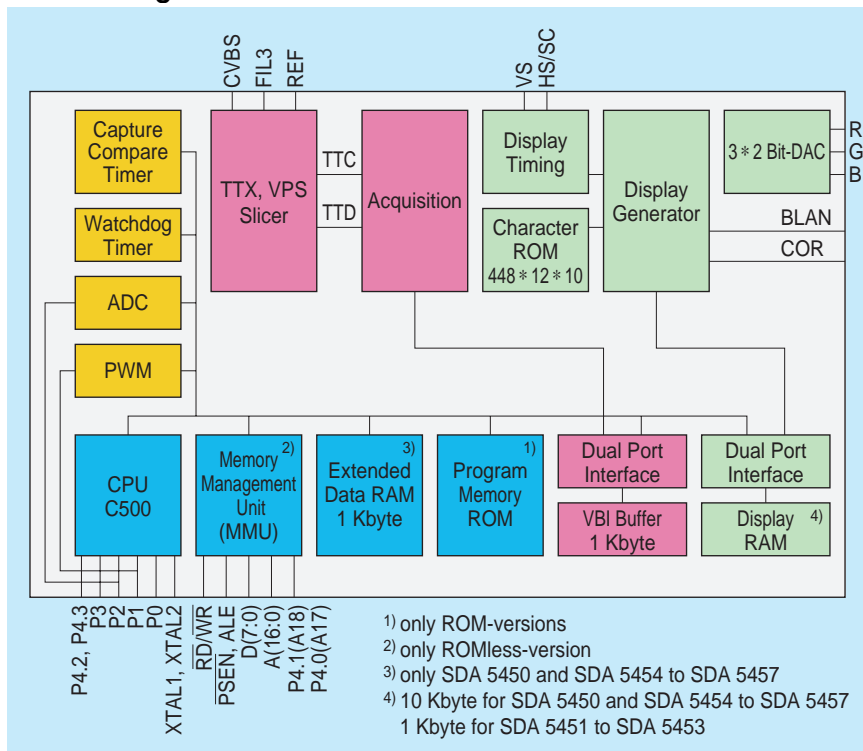 CVBS
FIL3
REF
VS
HS/SC
Capture
Compare
Timer
TTX, VPS
Slicer
TTC
TTD
Acquisition
Display
Timing
Display
Generator
3 * 2 Bit-DAC
R
G
B
Watchdog
Timer
Character
ROM
448 * 12 * 10
BLAN
COR
ADC
PWM
CPU
C500
2)
Memory
Management
Unit
(MMU)
3)
Extended
Data RAM
1 Kbyte
1)
Program
Memory
ROM
Dual Port
Interface
VBI Buffer
1 Kbyte
Dual Port
Interface
Display 4)
RAM
P4.2, P4.3
P3
P2
P1
P0
XTAL1, XTAL2
RD/WR
PSEN, ALE
D(7:0)
A(16:0)
P4.1(A18)
P4.0(A17)
1) only ROM-versions
2) only ROMless-version
3) only SDA 5450 and SDA 5454 to SDA 5457
4) 10 Kbyte for SDA 5450 and SDA 5454 to SDA 5457
1 Kbyte for SDA 5451 to SDA 5453